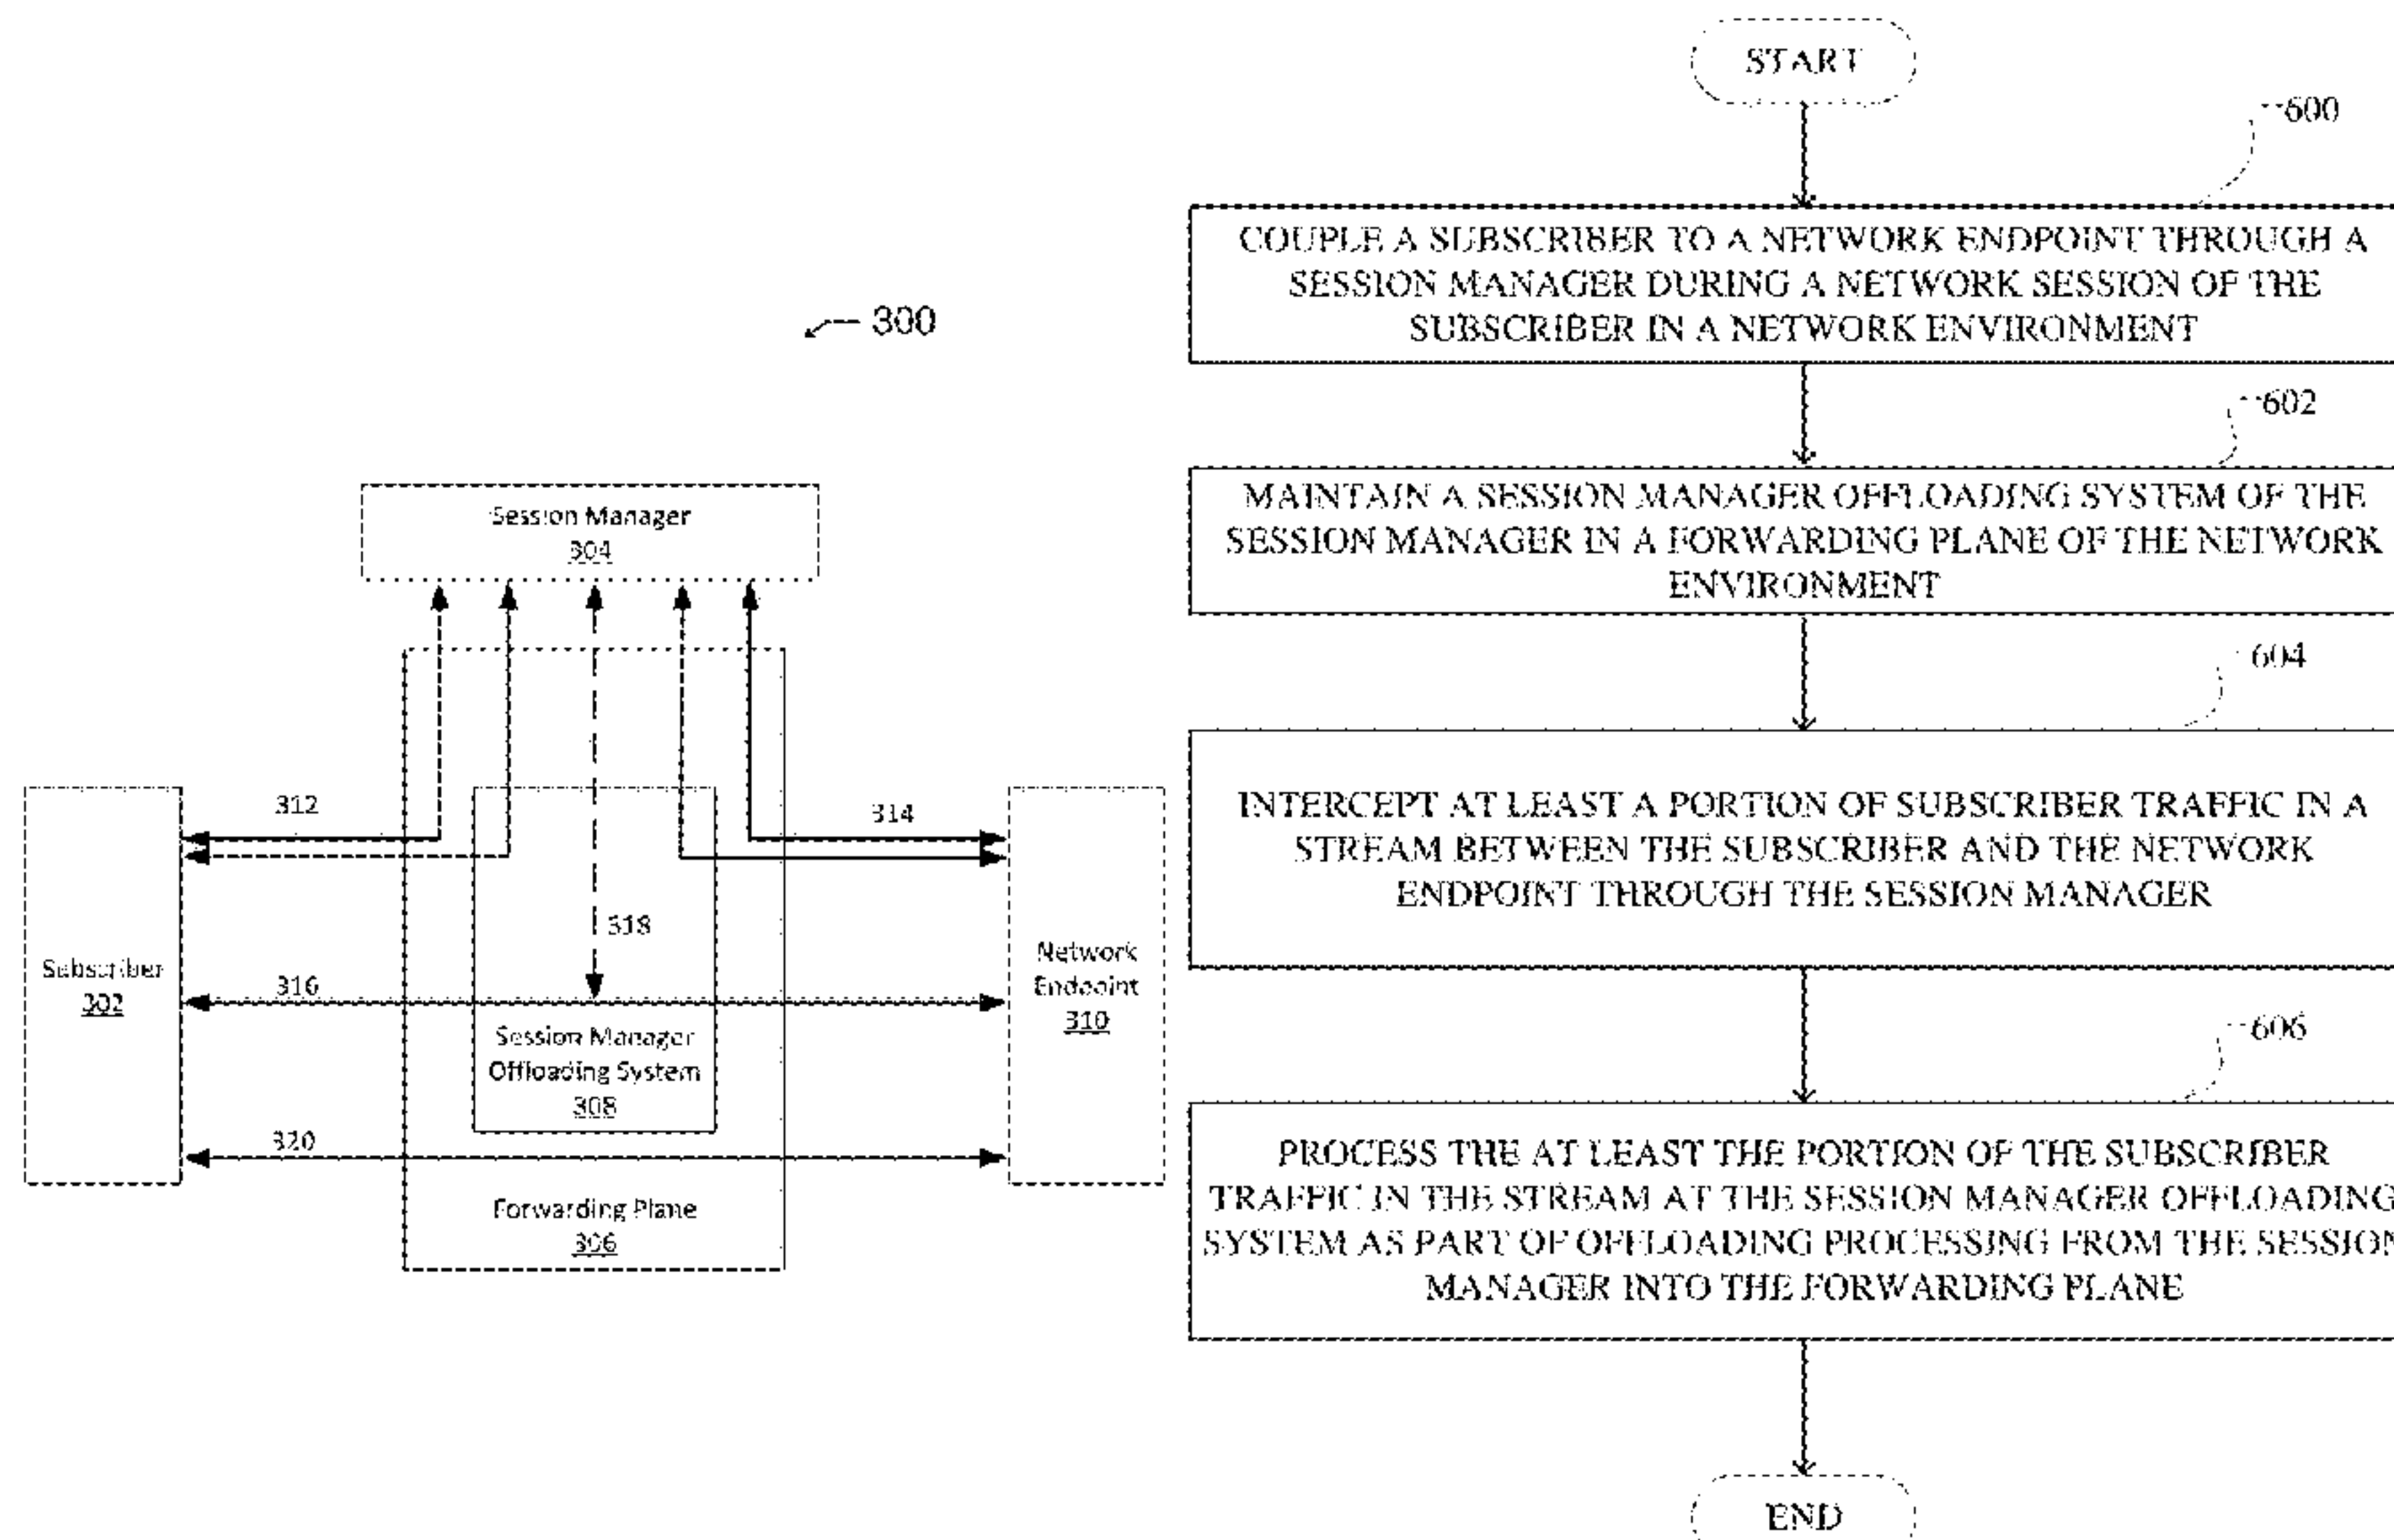 300
Session Manager
304
312
314
318
Subscriber
302
316
Network
Endpoint
310
Session Manager
Offloading System
308
320
Forwarding Plane
306
START
600
COUPLE A SUBSCRIBER TO A NETWORK ENDPOINT THROUGH A
SESSION MANAGER DURING A NETWORK SESSION OF THE
SUBSCRIBER IN A NETWORK ENVIRONMENT
602
MAINTAIN A SESSION MANAGER OFFLOADING SYSTEM OF THE
SESSION MANAGER IN A FORWARDING PLANE OF THE NETWORK
ENVIRONMENT
604
INTERCEPT AT LEAST A PORTION OF SUBSCRIBER TRAFFIC IN A
STREAM BETWEEN THE SUBSCRIBER AND THE NETWORK
ENDPOINT THROUGH THE SESSION MANAGER
606
PROCESS THE AT LEAST THE PORTION OF THE SUBSCRIBER
TRAFFIC IN THE STREAM AT THE SESSION MANAGER OFFLOADING
SYSTEM AS PART OF OFFLOADING PROCESSING FROM THE SESSION
MANAGER INTO THE FORWARDING PLANE
END